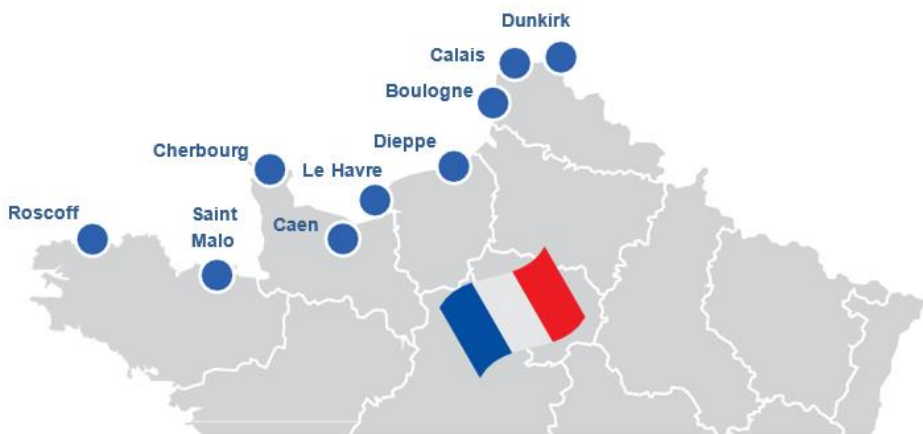 Dunkirk
Calais
Boulogne
Dieppe
Cherbourg
Le Havre
Roscoff
Saint
Malo
Caen